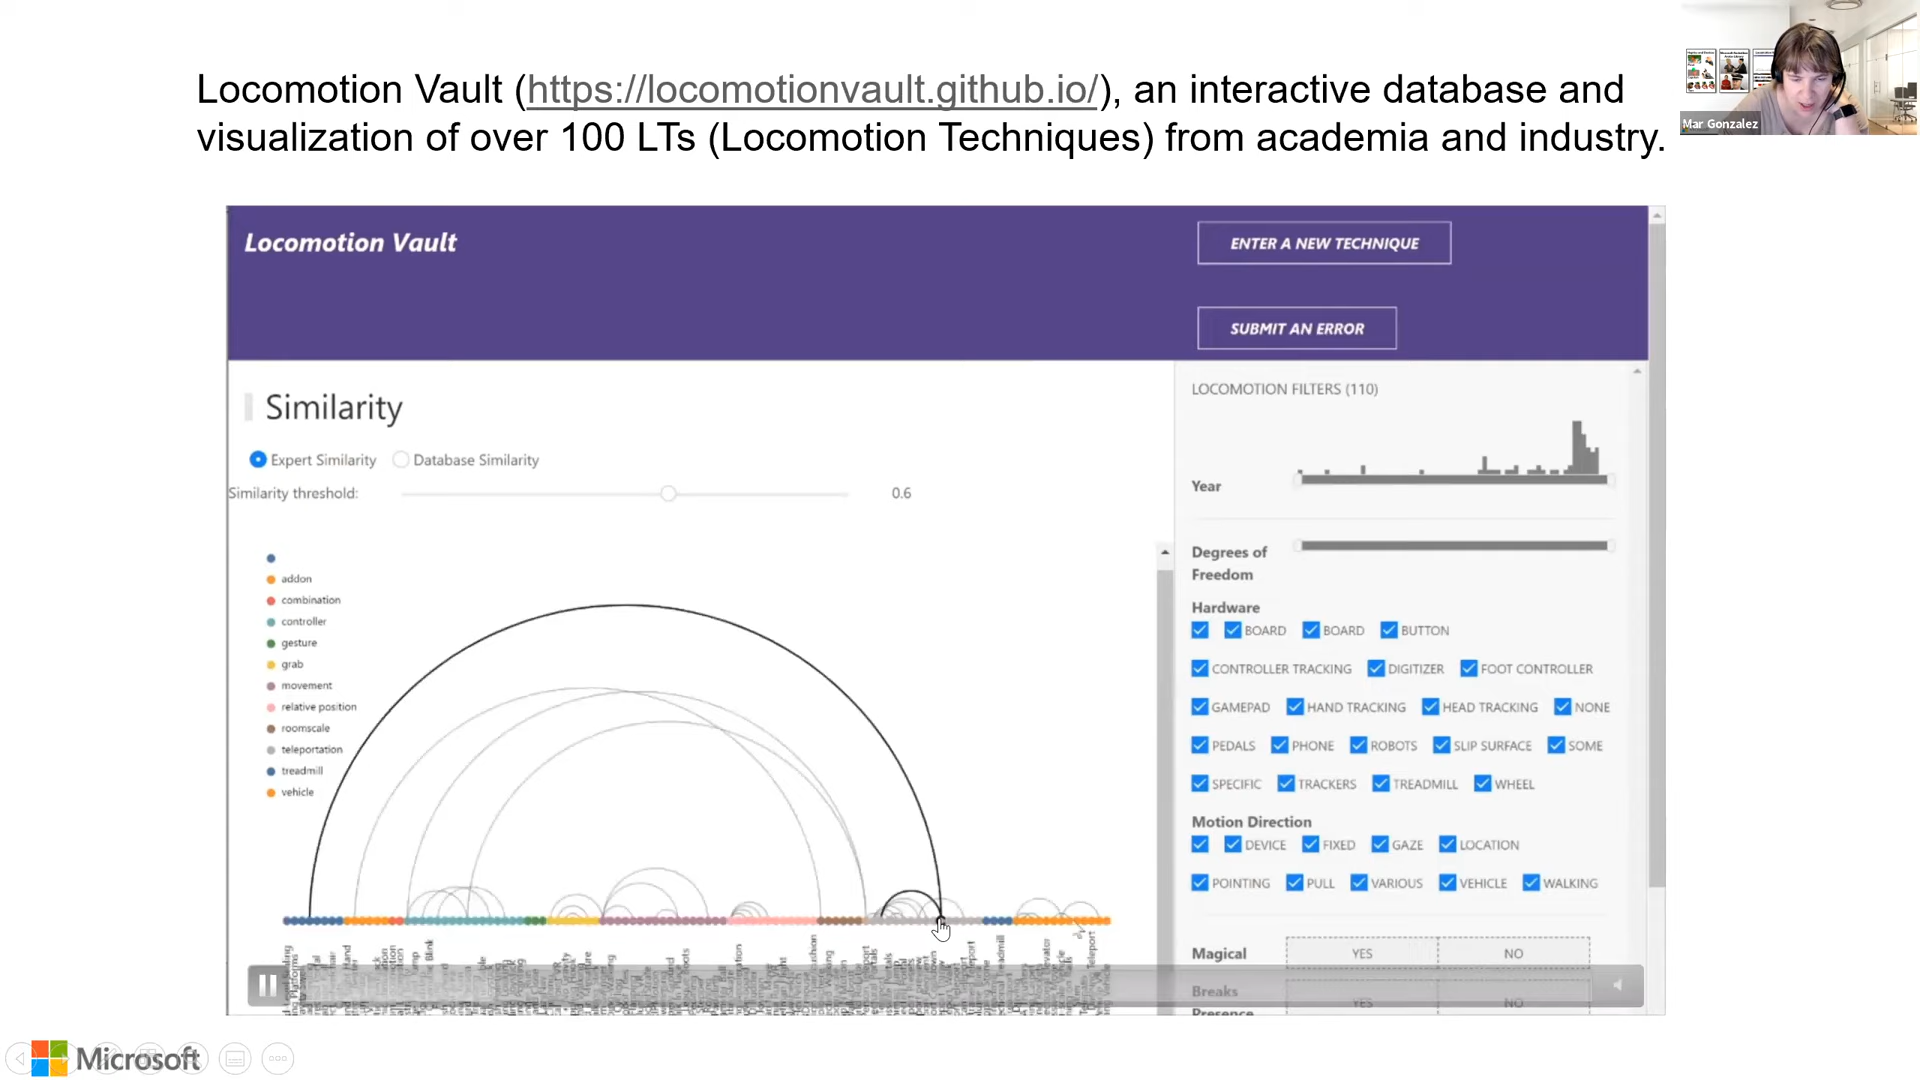 Locomotion Vault (https://locomotionvault.github.io/), an interactive database and
visualization of over 100 LTs (Locomotion Techniques) from academia and industry.
Mar Gonzalez
Locomotion Vault
ENTER A NEW TECHNIQUE
SUBMIT AN ERROR
Similarity
Expert Similarity Database Similarity
Similarity threshold: 0.6
addon
combination
controller
gesture
grab
movement
relative position
roomscale
teleportation
treadmill
vehicle
LOCOMOTION FILTERS (110)
Year
Degrees of
Freedom
Hardware
BOARD BOARD BUTTON
CONTROLLER TRACKING DIGITIZER FOOT CONTROLLER
GAMEPAD HAND TRACKING HEAD TRACKING NONE
PEDALS PHONE ROBOTS SLIP SURFACE SOME
SPECIFIC TRACKERS TREADMILL WHEEL
Motion Direction
DEVICE FIXED GAZE LOCATION
POINTING PULL VARIOUS VEHICLE WALKING
Magical YES NO
Breaks YES NO
Presence
Microsoft